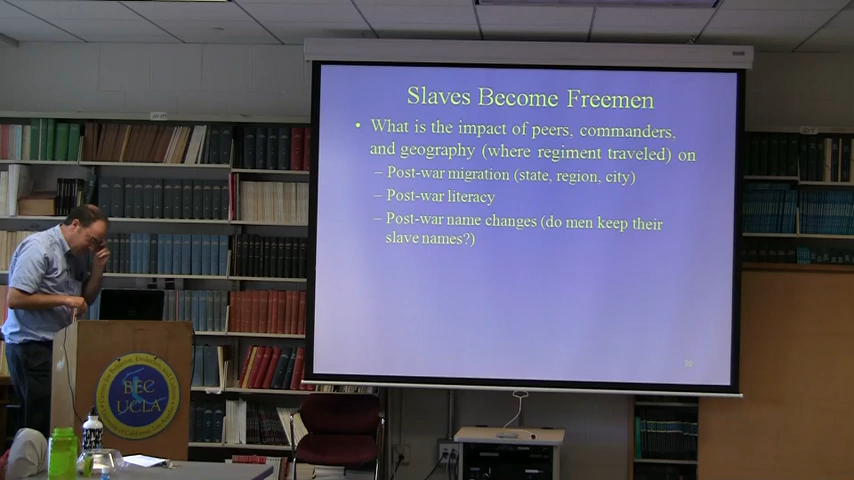 Slaves Become Freemen
• What is the impact of peers, commanders,
and geography (where regiment traveled) on
– Post-war migration (state, region, city)
– Post-war literacy
– Post-war name changes (do men keep their
slave names?)
BEC
UCLA